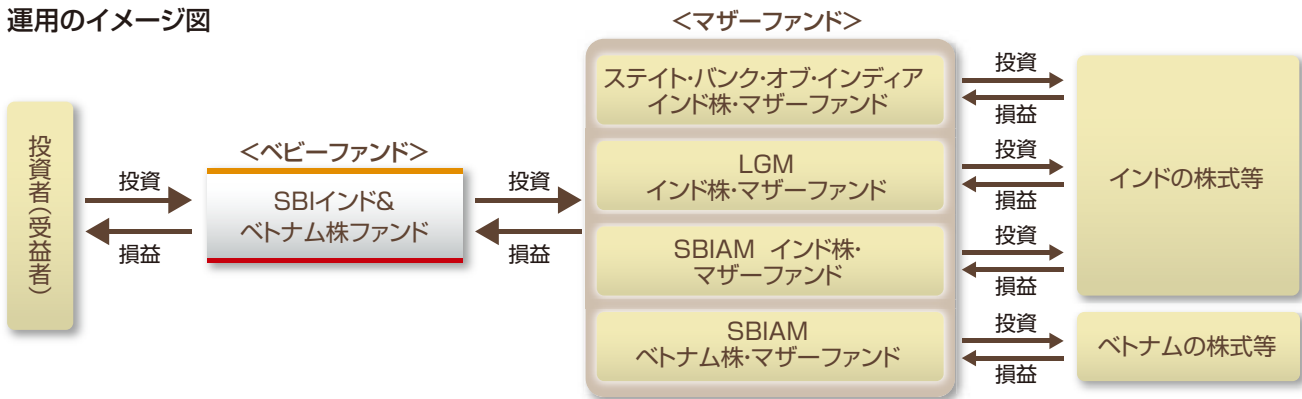 運用のイメージ図
投資者(受益者)
投資
損益
<ベビーファンド>
SBIインド&
ベトナム株ファンド
投資
損益
<マザーファンド>
ステイト・バンク・オブ・インディア
インド株・マザーファンド
投資
損益
LGM
インド株・マザーファンド
投資
損益
SBIAM インド株・
マザーファンド
投資
損益
インドの株式等
SBIAM
ベトナム株・マザーファンド
投資
損益
ベトナムの株式等